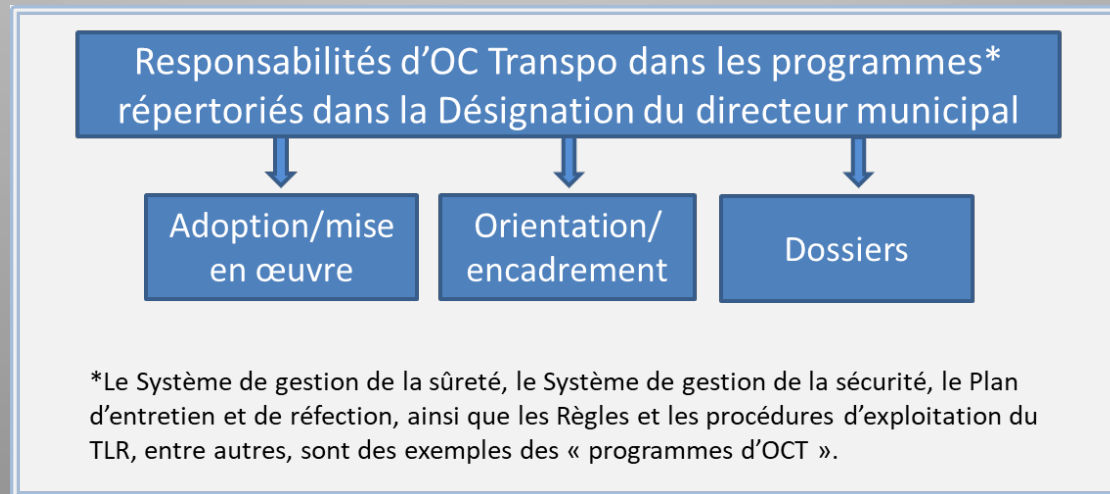 Responsabilités d’OC Transpo dans les programmes*
répertoriés dans la Désignation du directeur municipal
Adoption/mise
en œuvre
Orientation/
encadrement
Dossiers
*Le Système de gestion de la sûreté, le Système de gestion de la sécurité, le Plan
d’entretien et de réfection, ainsi que les Règles et les procédures d’exploitation du
TLR, entre autres, sont des exemples des « programmes d’OCT ».